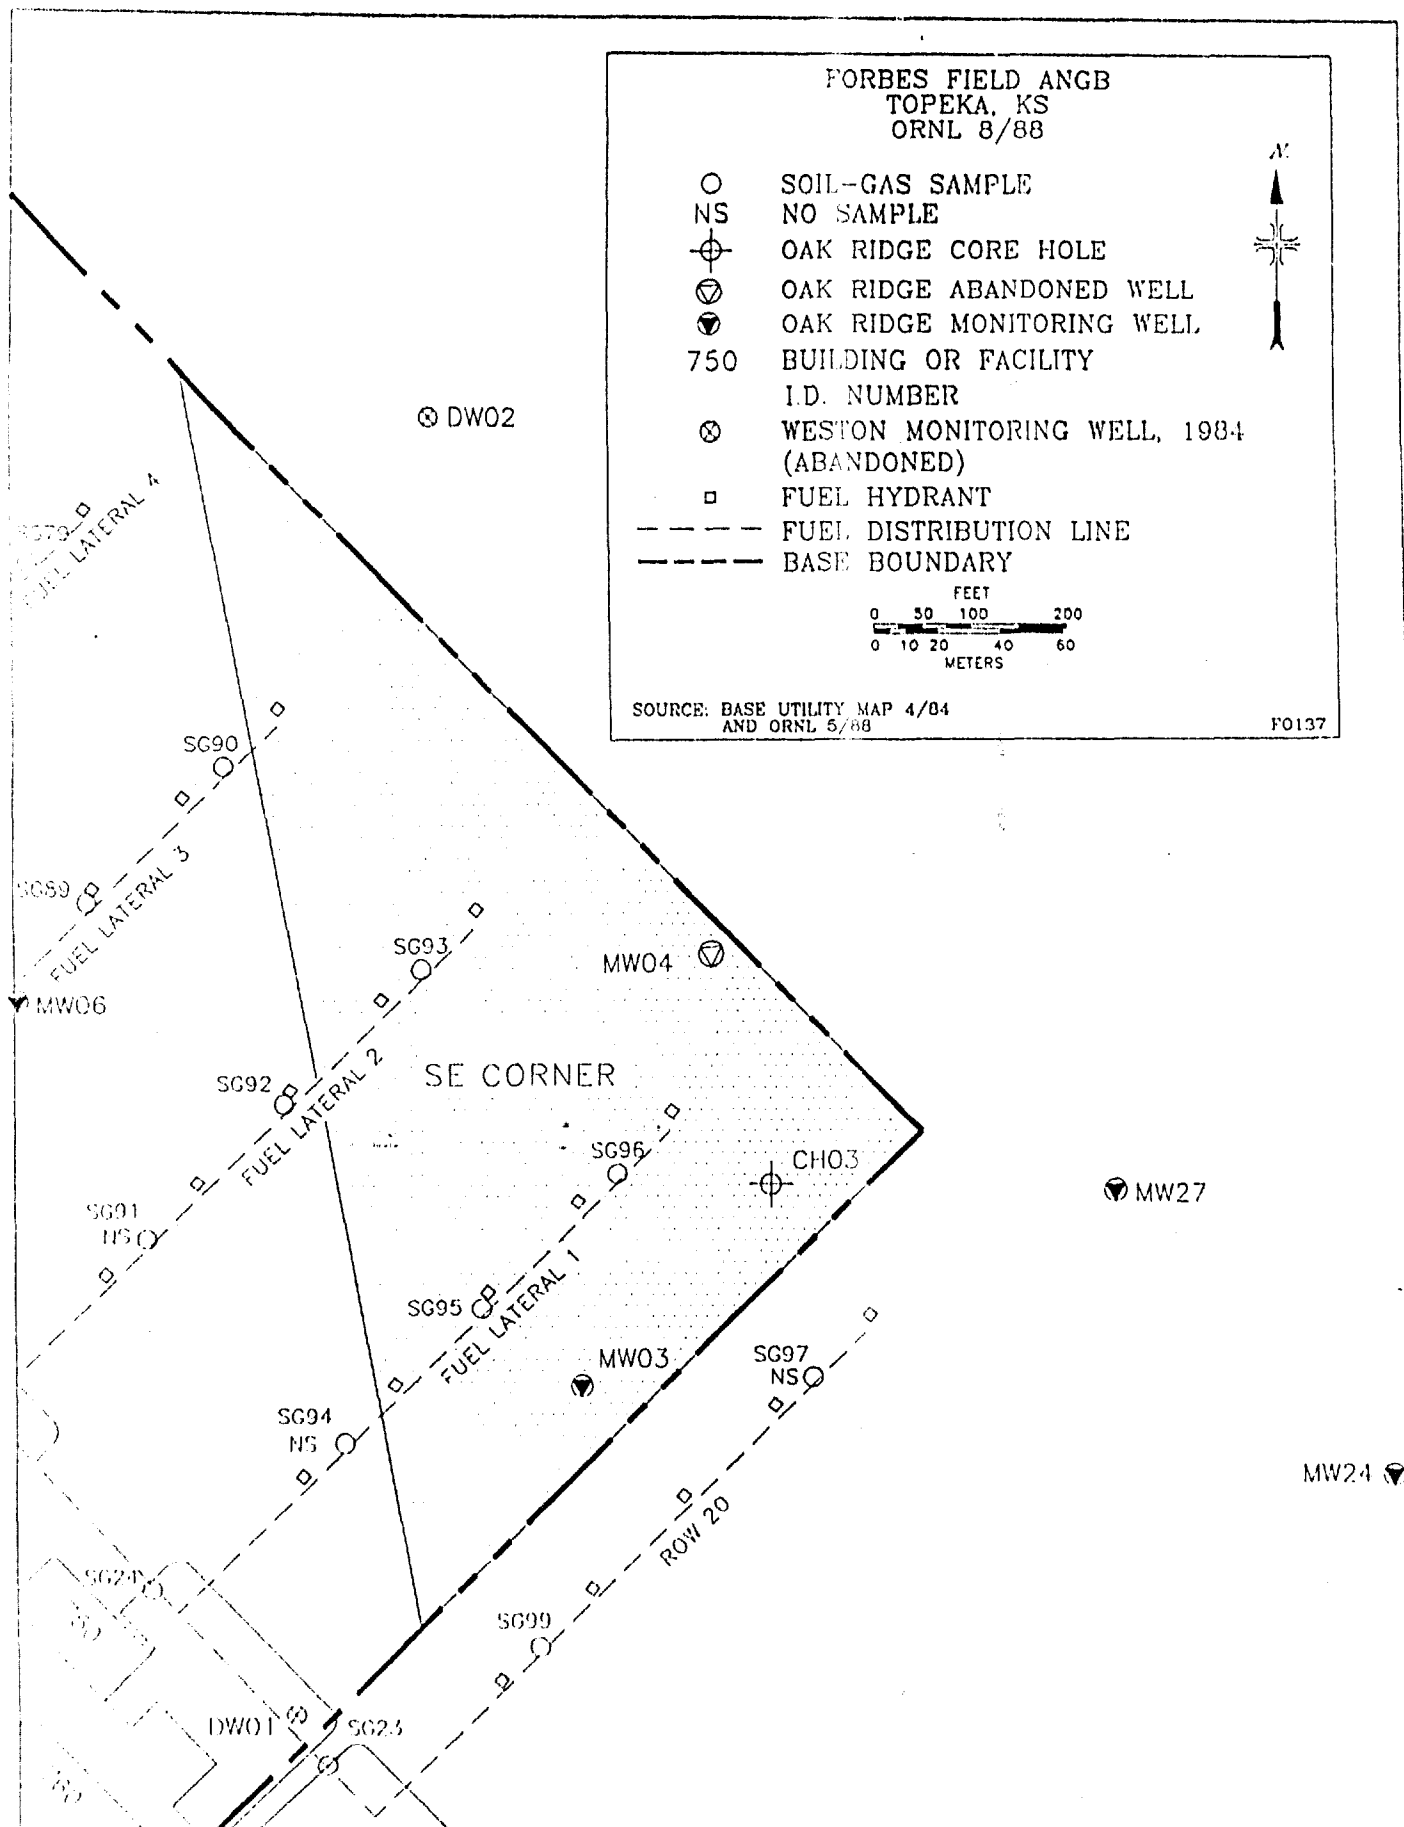 FORBES FIELD ANGB
TOPEKA, KS
ORNL 8/88
N
SOIL-GAS SAMPLE
NS NO SAMPLE
OAK RIDGE CORE HOLE
OAK RIDGE ABANDONED WELL
OAK RIDGE MONITORING WELL
750 BUILDING OR FACILITY
I.D. NUMBER
WESTON MONITORING WELL, 1984
(ABANDONED)
FUEL HYDRANT
FUEL DISTRIBUTION LINE
BASE BOUNDARY
FEET
0 50 100 200
0 10 20 40 60
METERS
SOURCE: BASE UTILITY MAP 4/84
AND ORNL 5/88
F0137
DW02
FUEL LATERAL 4
SG90
SG89
FUEL LATERAL 3
MW06
SG93
MW04
SG92
FUEL LATERAL 2
SE CORNER
SG96
CH03
MW27
SG91
NS
SG95
FUEL LATERAL 1
MW03
SG97
NS
SG94
NS
MW24
ROW 20
SG24
SG99
DW01
SG23